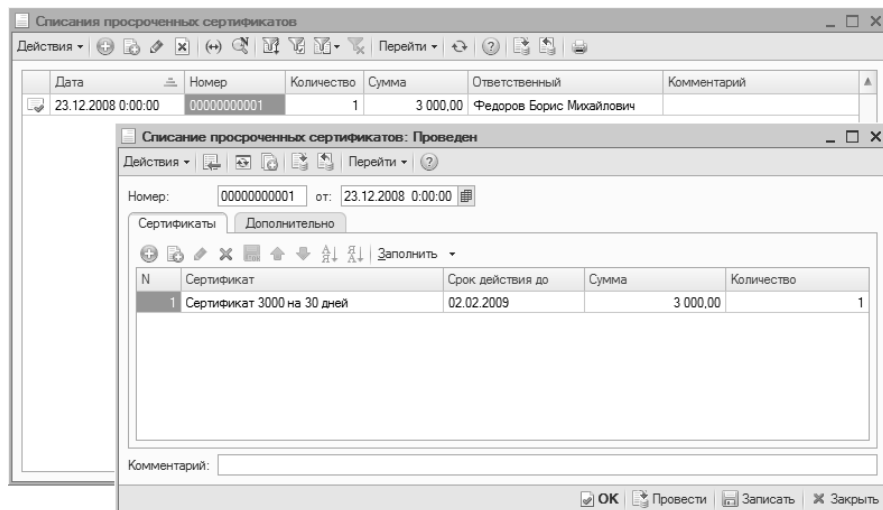 Списания просроченных сертификатов
Действия Перейти
Дата Номер Количество Сумма Ответственный Комментарий
23.12.2008 0:00:00 00000000001 1 3 000,00 Федоров Борис Михайлович
Списание просроченных сертификатов: Проведен
Действия Перейти
Номер: 00000000001 от: 23.12.2008 0:00:00
Сертификаты Дополнительно
Заполнить
N Сертификат Срок действия до Сумма Количество
1 Сертификат 3000 на 30 дней 02.02.2009 3 000,00 1
Комментарий:
OK Провести Записать Закрыть